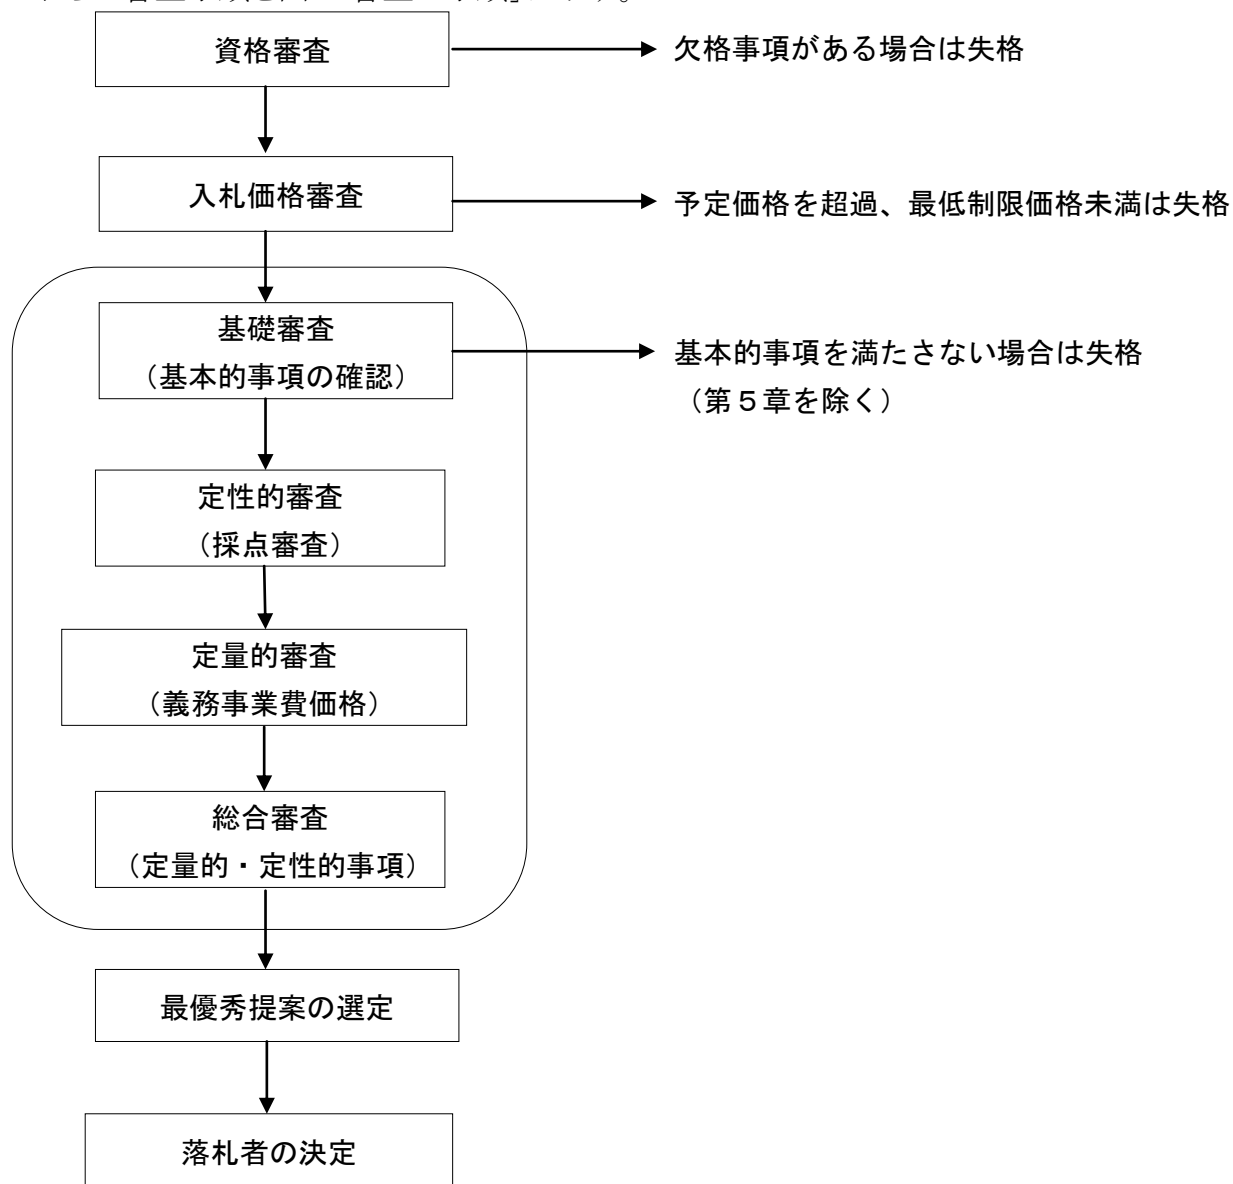 資格審査
欠格事項がある場合は失格
入札価格審査
予定価格を超過、最低制限価格未満は失格
基礎審査
（基本的事項の確認）
基本的事項を満たさない場合は失格
（第５章を除く）
定性的審査
（採点審査）
定量的審査
（義務事業費価格）
総合審査
（定量的・定性的事項）
最優秀提案の選定
落札者の決定